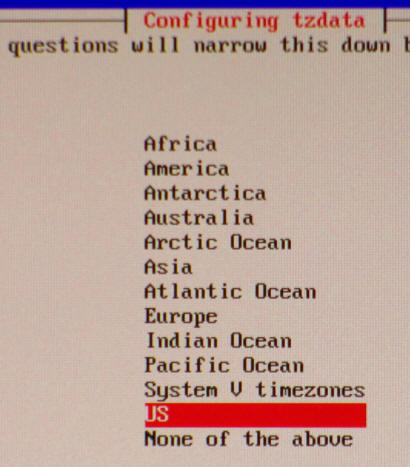 Configuring tzdata
questions will narrow this down
Africa
America
Antarctica
Australia
Arctic Ocean
Asia
Atlantic Ocean
Europe
Indian Ocean
Pacific Ocean
System V timezones
US
None of the above